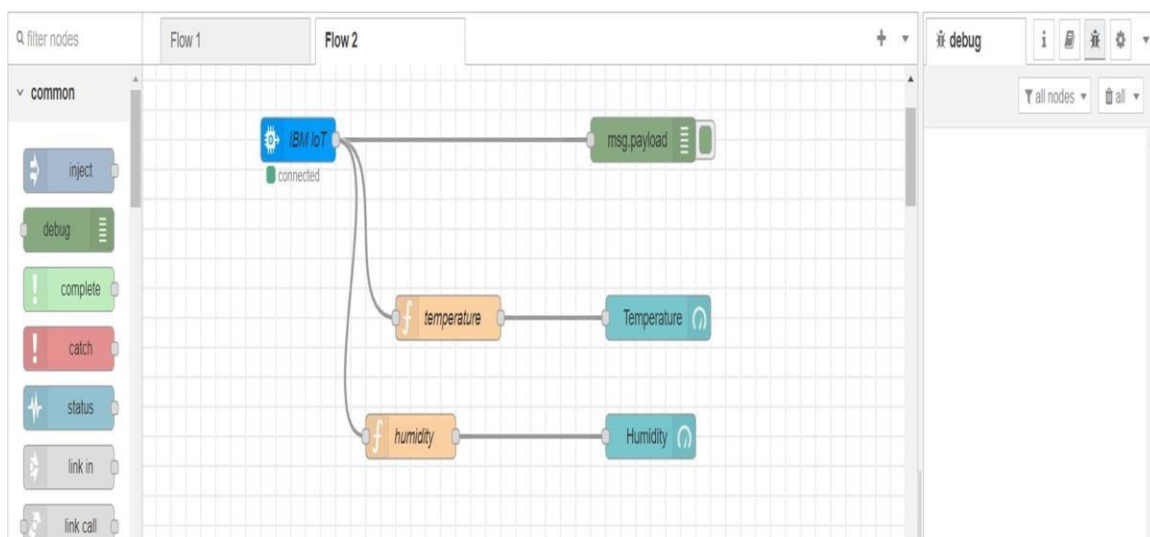 filter nodes
Flow 1
Flow 2
debug
i
common
all nodes
all
inject
debug
complete
catch
status
link in
link call
IBM IoT
connected
msg.payload
f temperature
Temperature
f humidity
Humidity